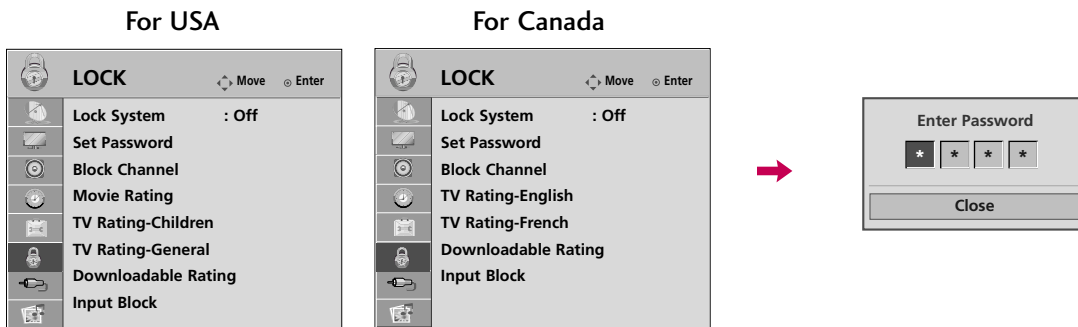 For USA
LOCK Move Enter
Lock System : Off
Set Password
Block Channel
Movie Rating
TV Rating-Children
TV Rating-General
Downloadable Rating
Input Block
For Canada
LOCK Move Enter
Lock System : Off
Set Password
Block Channel
TV Rating-English
TV Rating-French
Downloadable Rating
Input Block
Enter Password
* * * *
Close